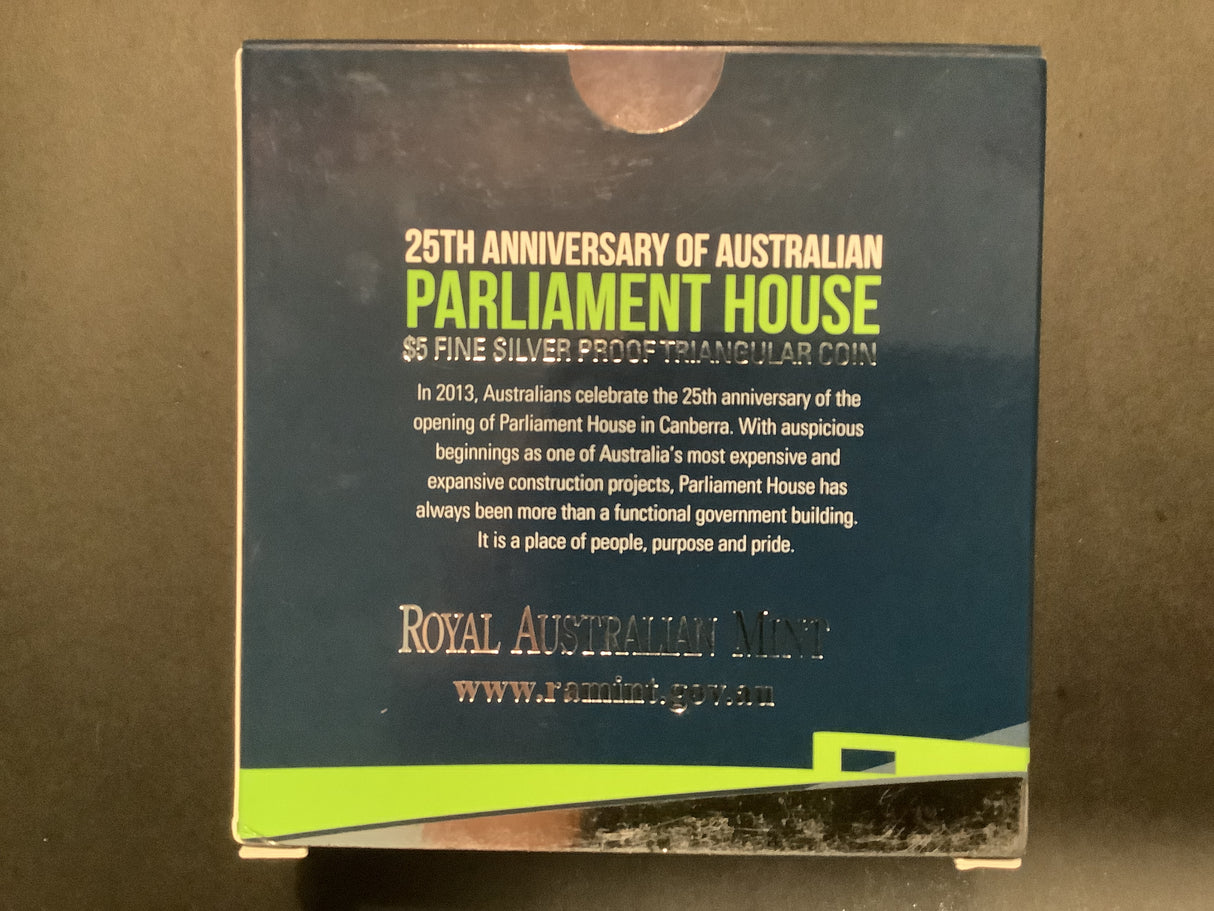 25TH ANNIVERSARY OF AUSTRALIAN
PARLIAMENT HOUSE
$5 FINE SILVER PROOF TRIANGULAR COIN
In 2013, Australians celebrate the 25th anniversary of the
opening of Parliament House in Canberra. With auspicious
beginnings as one of Australia's most expensive and
expansive construction projects, Parliament House has
always been more than a functional government building.
It is a place of people, purpose and pride.
ROYAL AUSTRALIAN MINT
www.ramint.gov.au